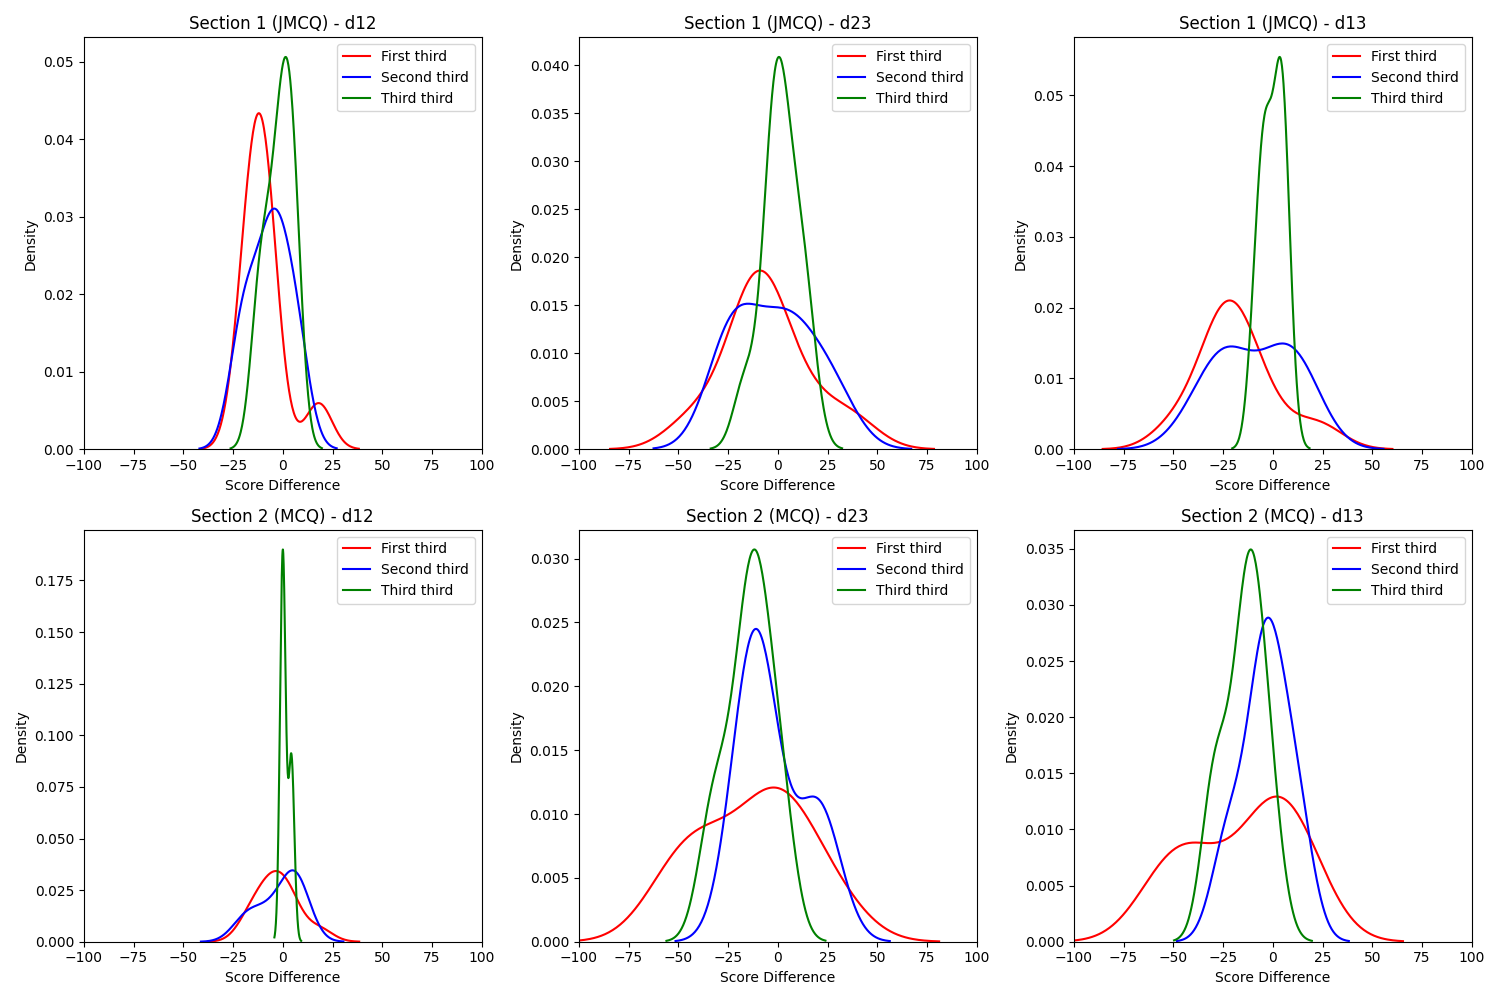 Section 1 (JMCQ) - d12
First third
Second third
Third third
0.05
0.04
0.03
0.02
0.01
0.00
Density
−100 −75 −50 −25 0 25 50 75 100
Score Difference
Section 1 (JMCQ) - d23
First third
Second third
Third third
0.040
0.035
0.030
0.025
0.020
0.015
0.010
0.005
0.000
Density
−100 −75 −50 −25 0 25 50 75 100
Score Difference
Section 1 (JMCQ) - d13
First third
Second third
Third third
0.05
0.04
0.03
0.02
0.01
0.00
Density
−100 −75 −50 −25 0 25 50 75 100
Score Difference
Section 2 (MCQ) - d12
First third
Second third
Third third
0.175
0.150
0.125
0.100
0.075
0.050
0.025
0.000
Density
−100 −75 −50 −25 0 25 50 75 100
Score Difference
Section 2 (MCQ) - d23
First third
Second third
Third third
0.030
0.025
0.020
0.015
0.010
0.005
0.000
Density
−100 −75 −50 −25 0 25 50 75 100
Score Difference
Section 2 (MCQ) - d13
First third
Second third
Third third
0.035
0.030
0.025
0.020
0.015
0.010
0.005
0.000
Density
−100 −75 −50 −25 0 25 50 75 100
Score Difference